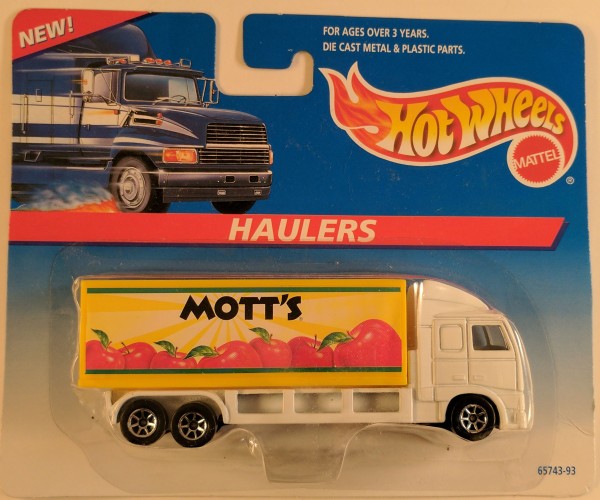 NEW!
FOR AGES OVER 3 YEARS.
DIE CAST METAL & PLASTIC PARTS.
HOT WHEELS
MATTEL
®
HAULERS
MOTT'S
65743-93